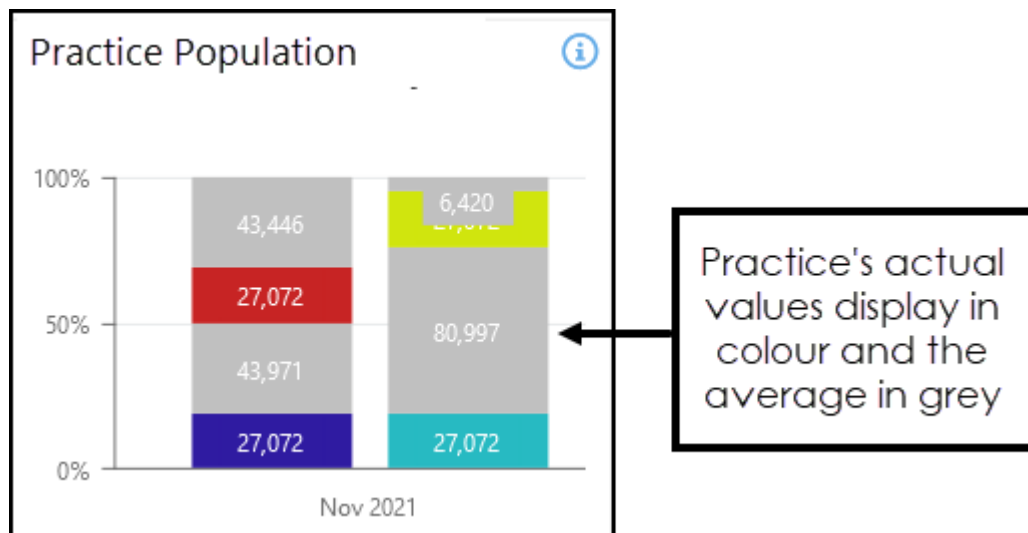 Practice Population
100%
50%
0%
43,446
27,072
43,971
27,072
6,420
80,997
27,072
Nov 2021
Practice's actual
values display in
colour and the
average in grey